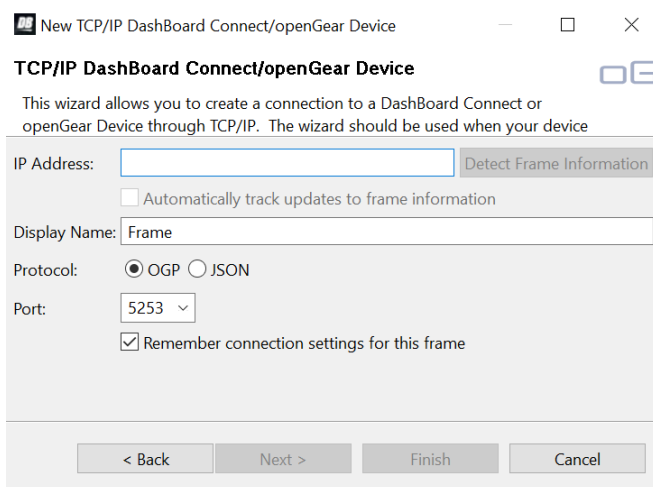 DB New TCP/IP DashBoard Connect/openGear Device
TCP/IP DashBoard Connect/openGear Device
This wizard allows you to create a connection to a DashBoard Connect or
openGear Device through TCP/IP. The wizard should be used when your device
IP Address: Detect Frame Information
Automatically track updates to frame information
Display Name: Frame
Protocol: OGP JSON
Port: 5253
Remember connection settings for this frame
< Back Next > Finish Cancel